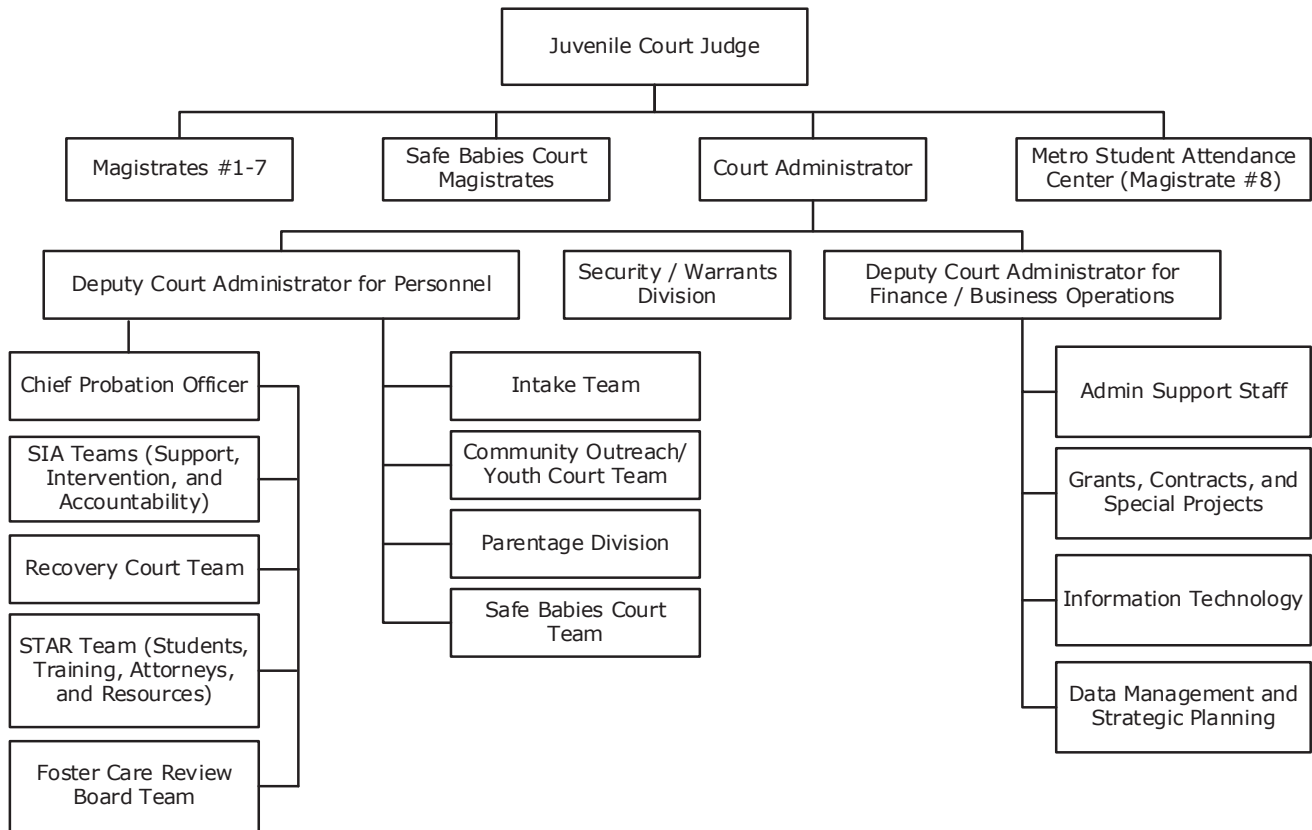 Juvenile Court Judge
Magistrates #1-7
Safe Babies Court
Magistrates
Court Administrator
Metro Student Attendance
Center (Magistrate #8)
Deputy Court Administrator for Personnel
Security / Warrants
Division
Deputy Court Administrator for
Finance / Business Operations
Chief Probation Officer
SIA Teams (Support,
Intervention, and
Accountability)
Recovery Court Team
STAR Team (Students,
Training, Attorneys,
and Resources)
Foster Care Review
Board Team
Intake Team
Community Outreach/
Youth Court Team
Parentage Division
Safe Babies Court
Team
Admin Support Staff
Grants, Contracts, and
Special Projects
Information Technology
Data Management and
Strategic Planning